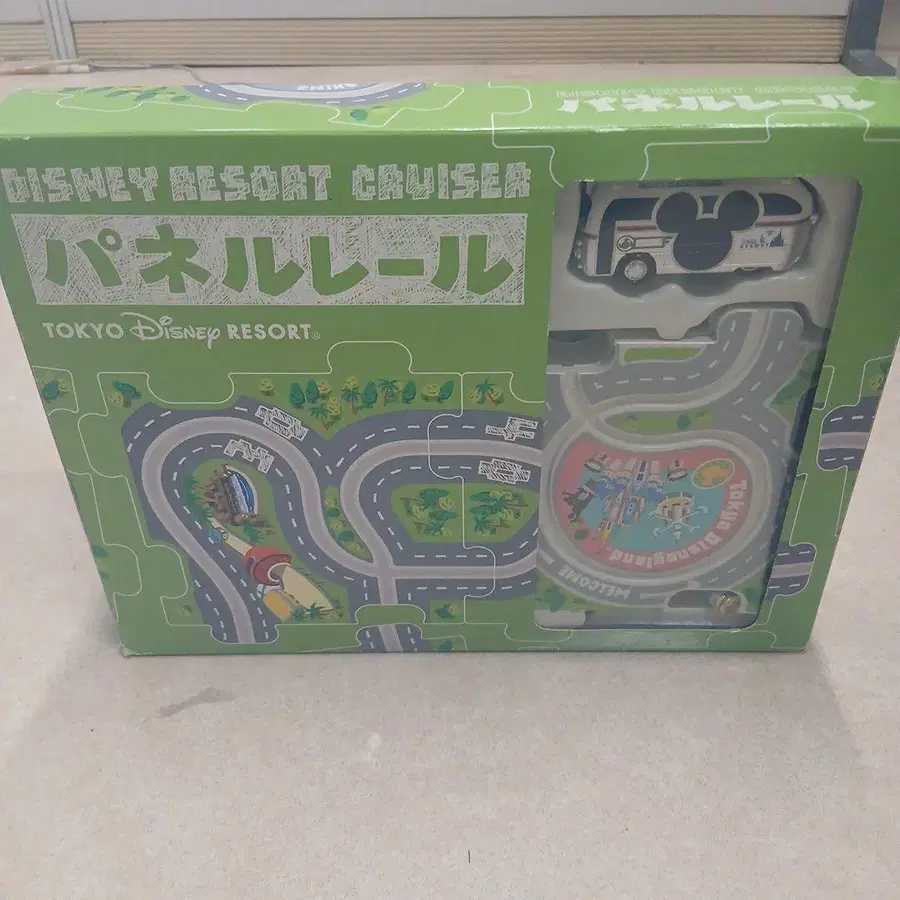 DISNEY RESORT CRUISER
パネルレール
TOKYO Disney RESORT®
パネルレール
Tokyo Disneyland
WELCOME